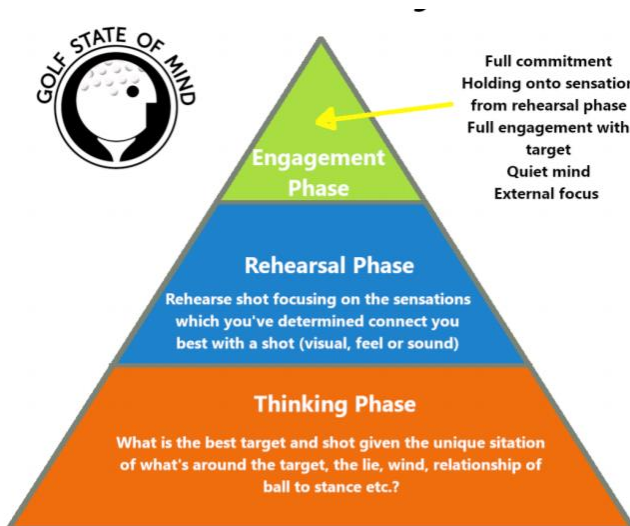 GOLF STATE OF MIND
Full commitment
Holding onto sensation
from rehearsal phase
Full engagement with
target
Quiet mind
External focus
Engagement
Phase
Rehearsal Phase
Rehearse shot focusing on the sensations
which you've determined connect you
best with a shot (visual, feel or sound)
Thinking Phase
What is the best target and shot given the unique sitation
of what's around the target, the lie, wind, relationship of
ball to stance etc.?